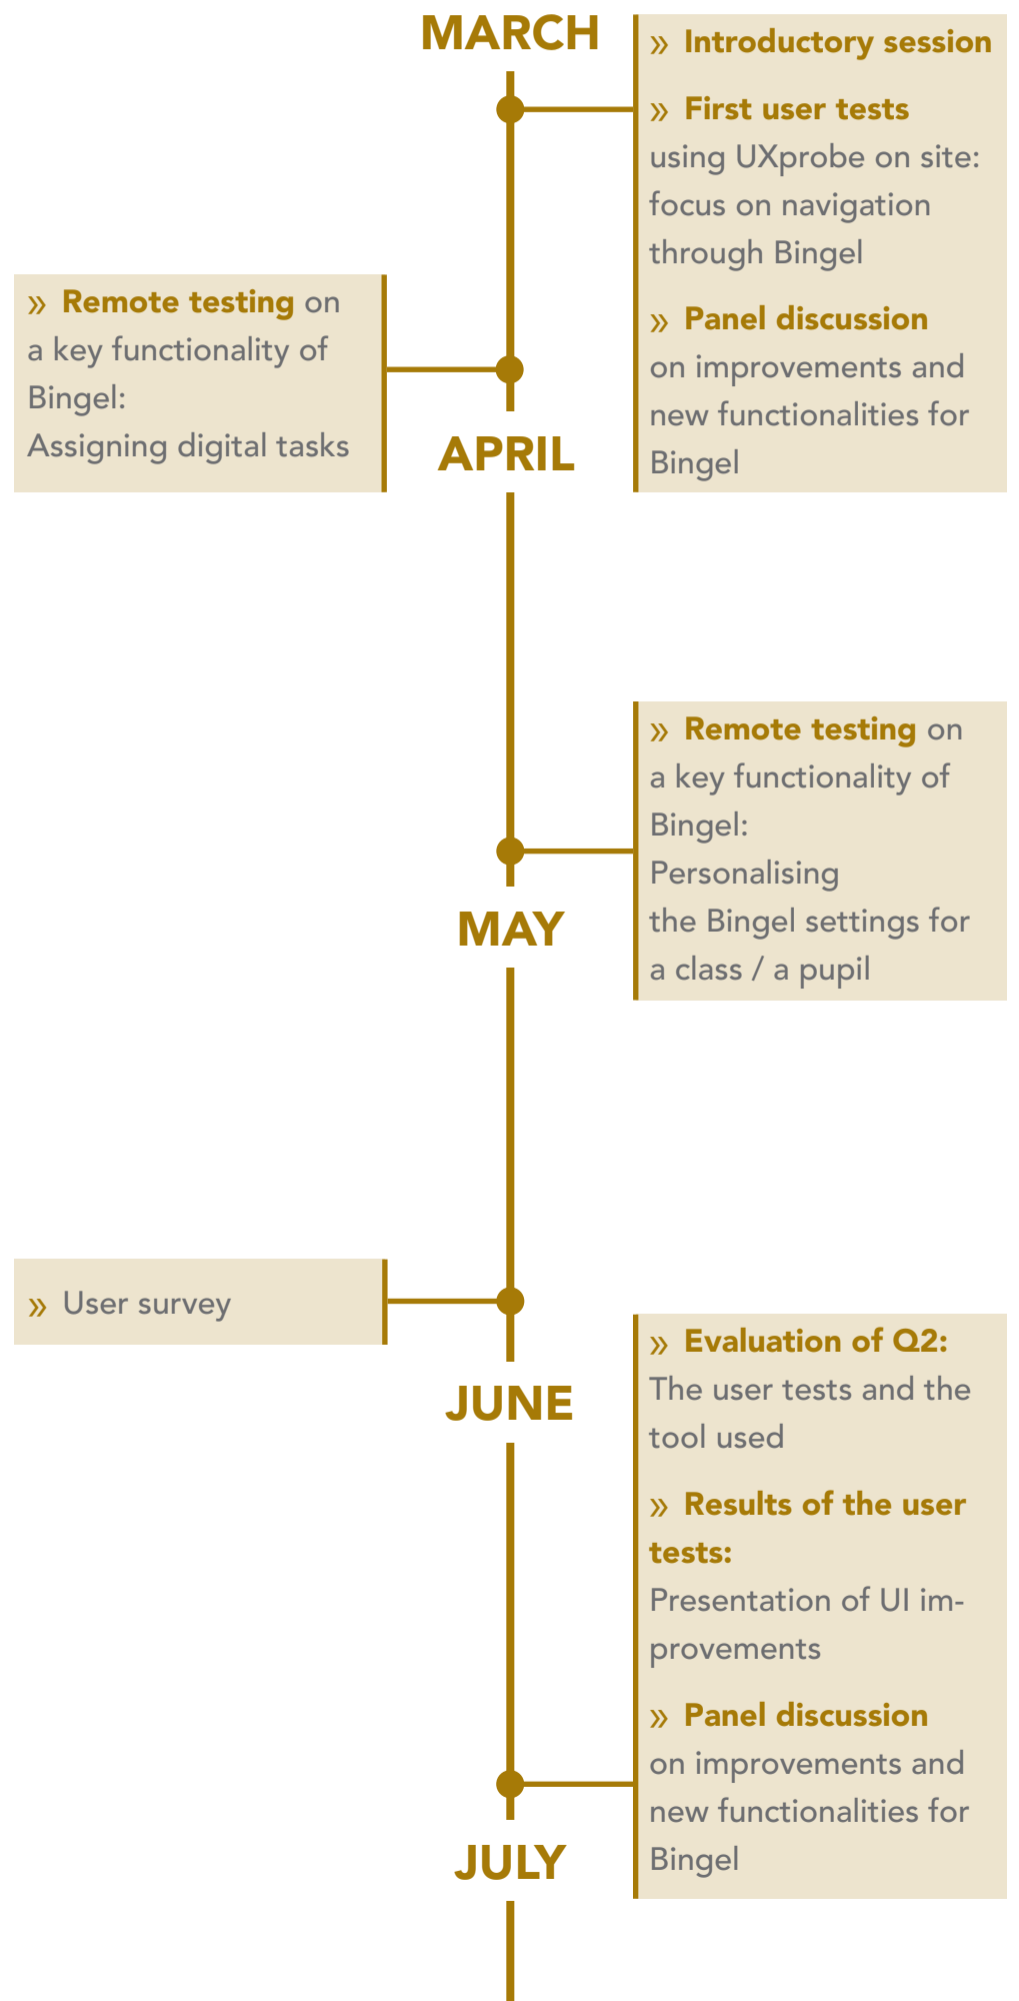 MARCH
» Introductory session
» First user tests
using UXprobe on site:
focus on navigation
through Bingel
» Panel discussion
on improvements and
new functionalities for
Bingel
» Remote testing on
a key functionality of
Bingel:
Assigning digital tasks
APRIL
» Remote testing on
a key functionality of
Bingel:
Personalising
the Bingel settings for
a class / a pupil
MAY
» User survey
JUNE
» Evaluation of Q2:
The user tests and the
tool used
» Results of the user
tests:
Presentation of UI im-
provements
» Panel discussion
on improvements and
new functionalities for
Bingel
JULY